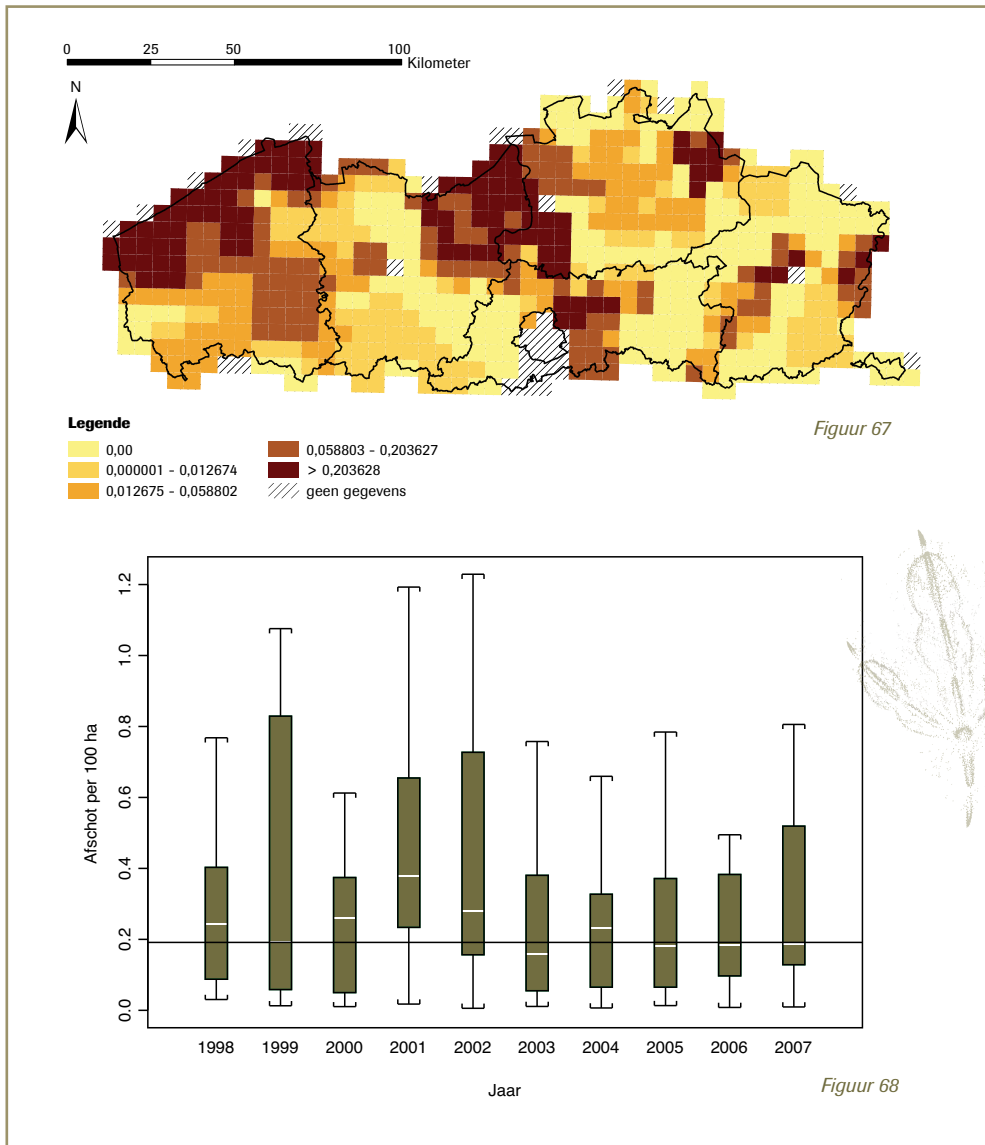 0 25 50 100
Kilometer
N
Legende
0,00
0,000001 - 0,012674
0,012675 - 0,058802
0,058803 - 0,203627
> 0,203628
geen gegevens
Figuur 67
Afschot per 100 ha
1.2
1.0
0.8
0.6
0.4
0.2
0.0
1998 1999 2000 2001 2002 2003 2004 2005 2006 2007
Jaar
Figuur 68